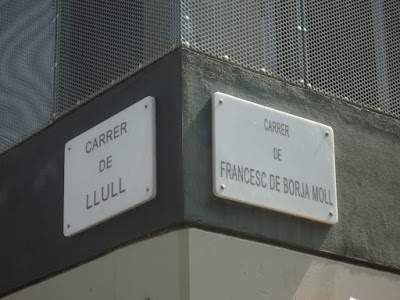 CARRER
DE
LLULL
CARRER
DE
FRANCESC DE BORJA MOLL